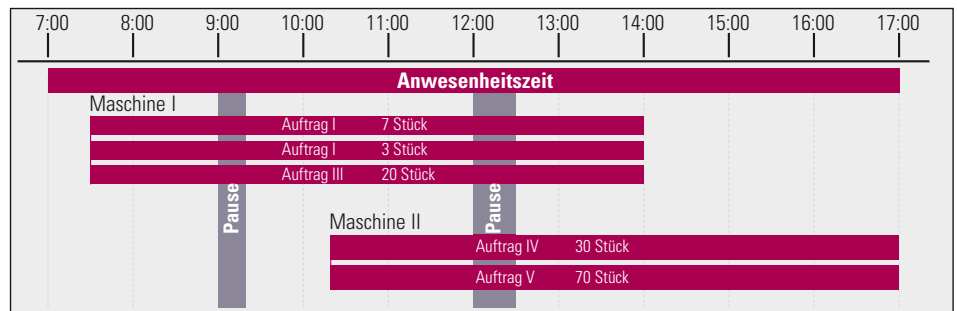 7:00 8:00 9:00 10:00 11:00 12:00 13:00 14:00 15:00 16:00 17:00
Anwesenheitszeit
Maschine I
Auftrag I 7 Stück
Auftrag I 3 Stück
Auftrag III 20 Stück
Pause
Pause
Maschine II
Auftrag IV 30 Stück
Auftrag V 70 Stück